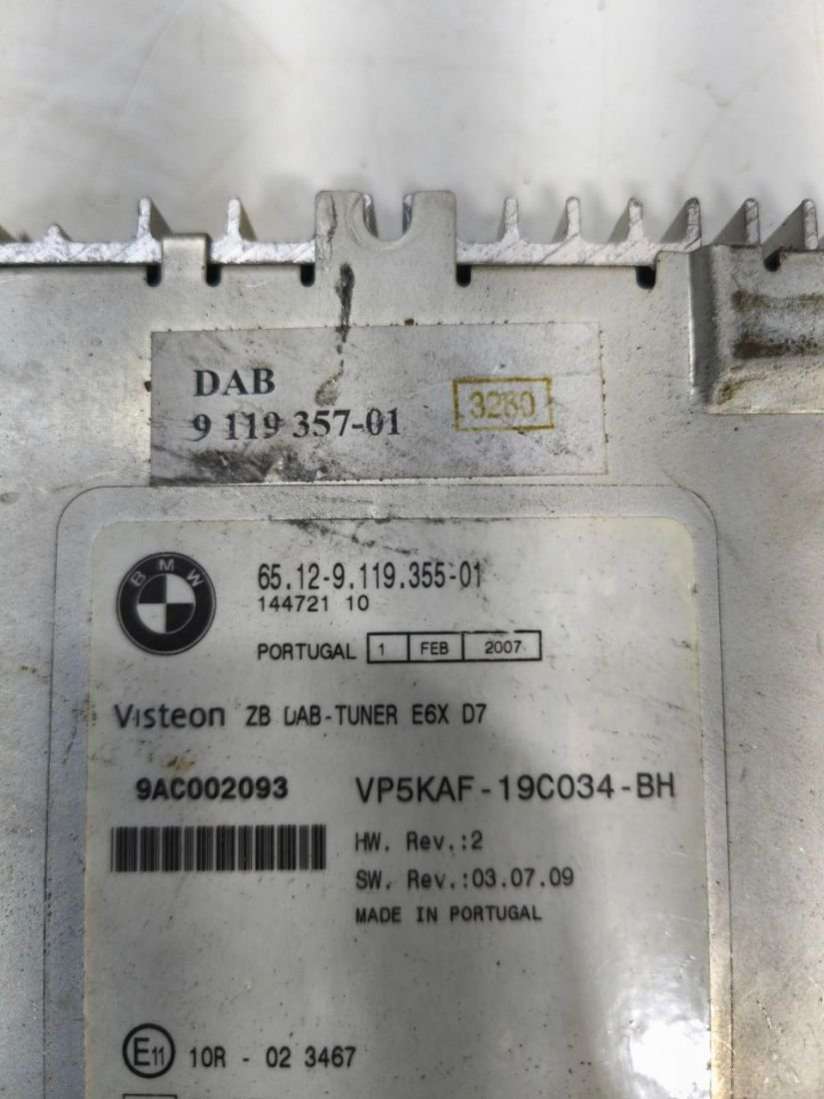 DAB
9 119 357-01
3280
BMW
65.12-9.119.355-01
144721 10
PORTUGAL 1 FEB 2007
Visteon ZB DAB-TUNER E6X D7
9AC002093
VP5KAF-19C034-BH
HW. Rev.:2
SW. Rev.:03.07.09
MADE IN PORTUGAL
E11 10R - 02 3467